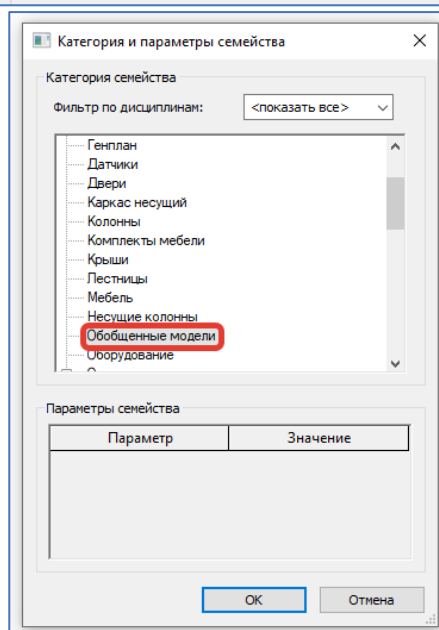 Категория и параметры семейства
Категория семейства
Фильтр по дисциплинам:
<показать все>
Генплан
Датчики
Двери
Каркас несущий
Колонны
Комплекты мебели
Крыши
Лестницы
Мебель
Несущие колонны
Обобщенные модели
Оборудование
Параметры семейства
Параметр Значение
OK Отмена